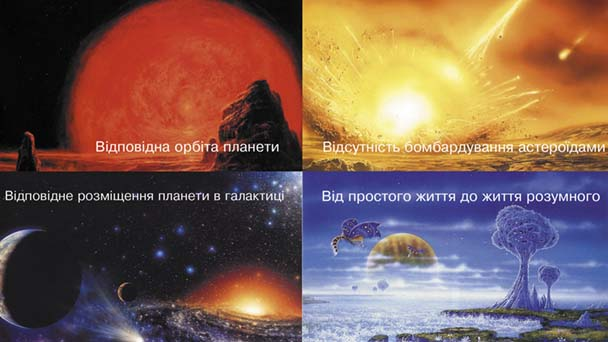 Відповідна орбіта планети
Відсутність бомбардування астероїдами
Відповідне розміщення планети в галактиці
Від простого життя до життя розумного